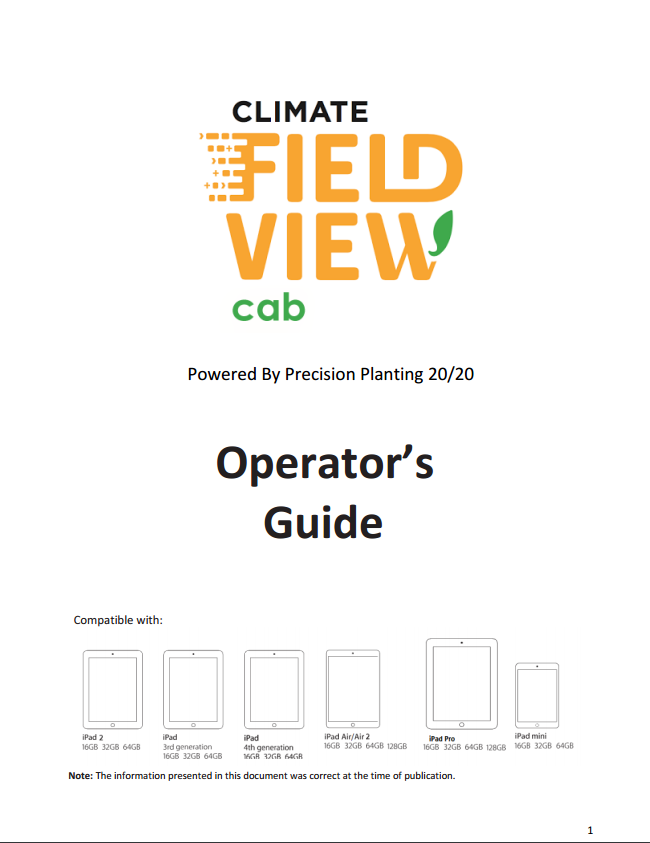 CLIMATE
FIELD
VIEW
cab
Powered By Precision Planting 20/20
Operator’s
Guide
Compatible with:
iPad 2
16GB 32GB 64GB
iPad
3rd generation
16GB 32GB 64GB
iPad
4th generation
16GB 32GB 64GB
iPad Air/Air 2
16GB 32GB 64GB 128GB
iPad Pro
16GB 32GB 64GB 128GB
iPad mini
16GB 32GB 64GB
Note: The information presented in this document was correct at the time of publication.
1